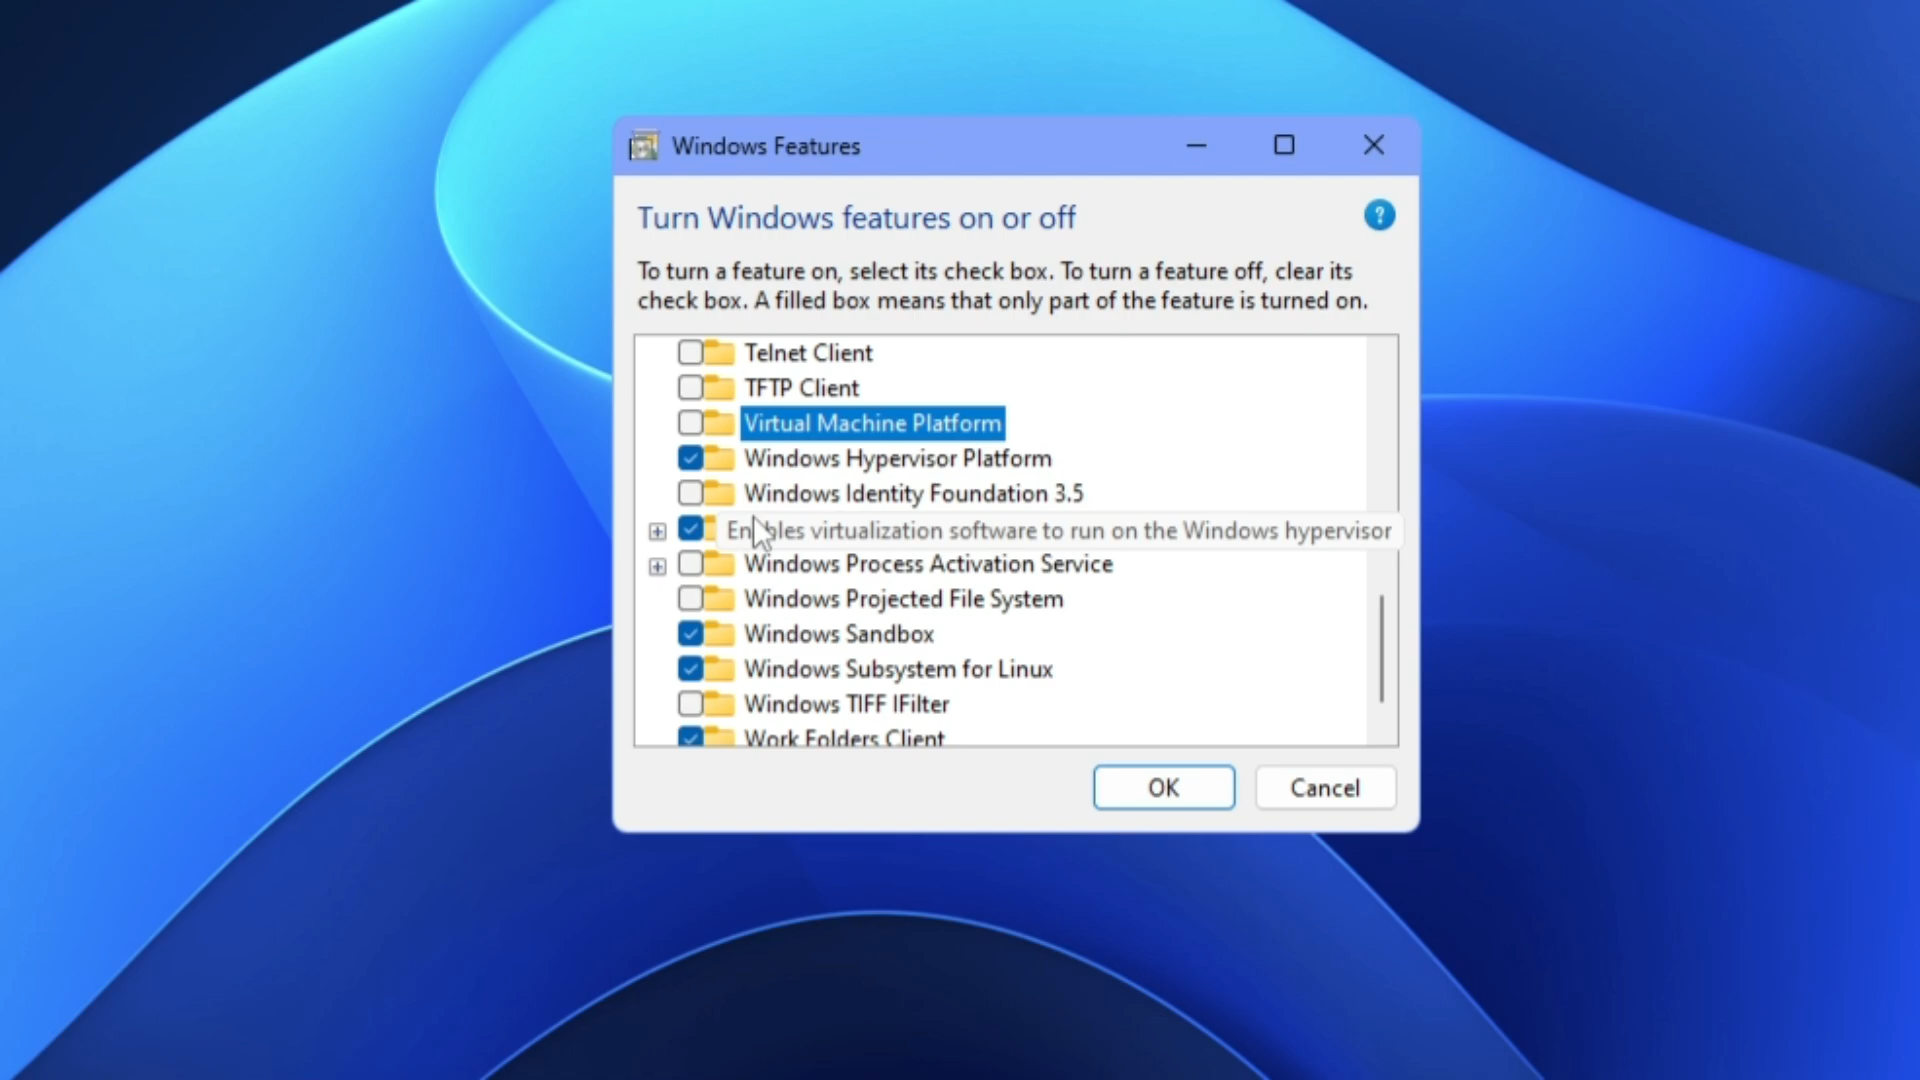 Windows Features
Turn Windows features on or off
?
To turn a feature on, select its check box. To turn a feature off, clear its
check box. A filled box means that only part of the feature is turned on.
Telnet Client
TFTP Client
Virtual Machine Platform
Windows Hypervisor Platform
Windows Identity Foundation 3.5
Enables virtualization software to run on the Windows hypervisor
Windows Process Activation Service
Windows Projected File System
Windows Sandbox
Windows Subsystem for Linux
Windows TIFF IFilter
Work Folders Client
OK
Cancel